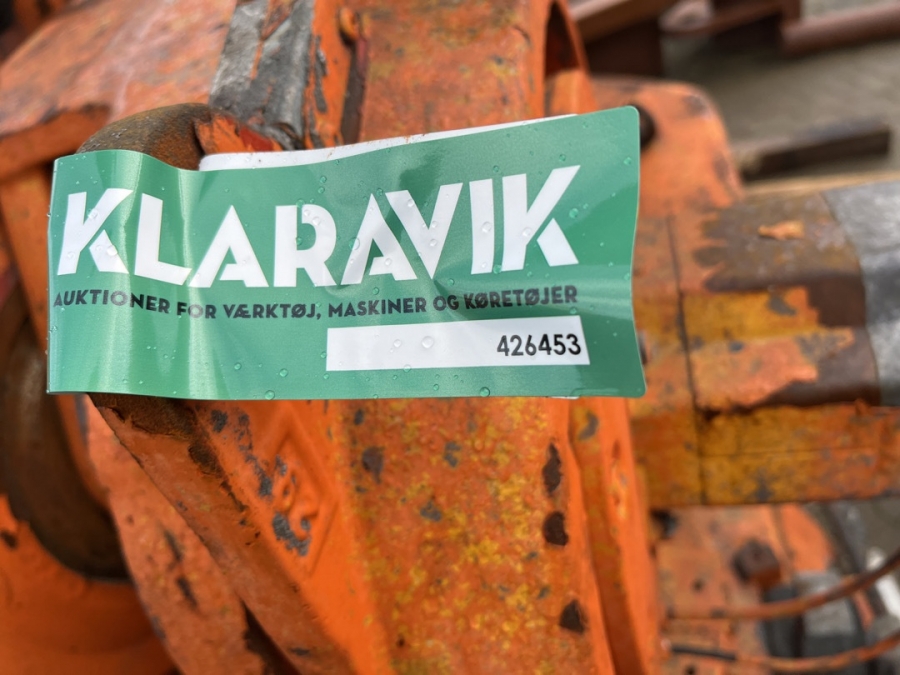 KLARAVIK
AUKTIONER FOR VÆRKTØJ, MASKINER OG KØRETØJER
426453